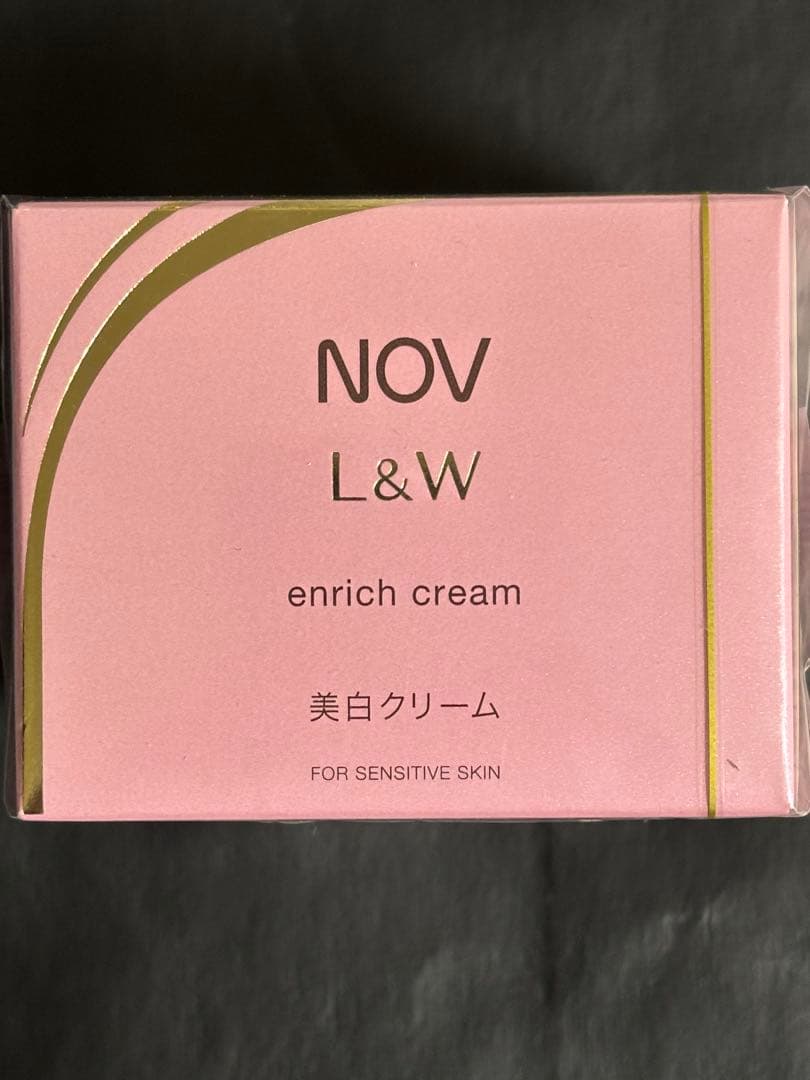 NOV
L&W
enrich cream
美白クリーム
FOR SENSITIVE SKIN